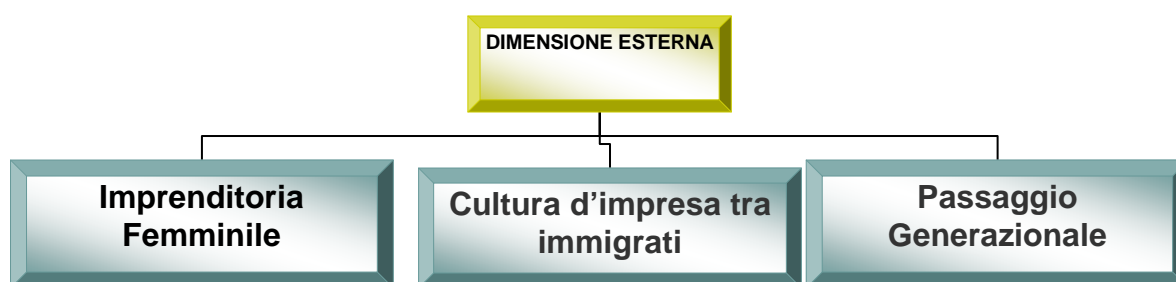 DIMENSIONE ESTERNA
Imprenditoria
Femminile
Cultura d’impresa tra
immigrati
Passaggio
Generazionale